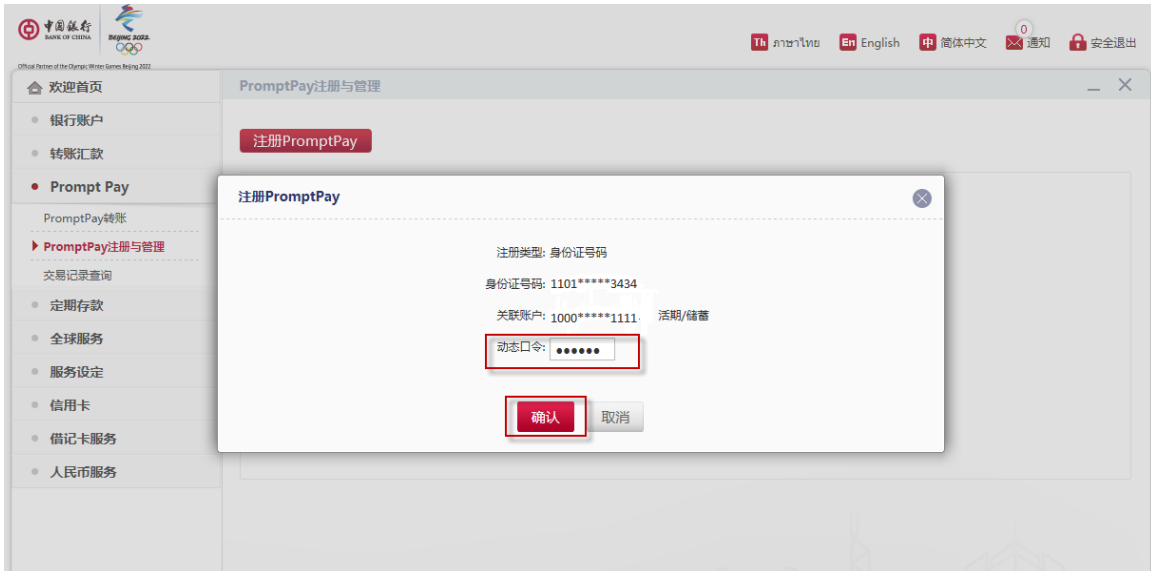 中国银行
BANK OF CHINA
BEIJING 2022
Official Partner of the Olympic Winter Games Beijing 2022
Th ภาษาไทย
En English
中 简体中文
0
通知
安全退出
欢迎首页
银行账户
转账汇款
Prompt Pay
PromptPay转账
PromptPay注册与管理
交易记录查询
定期存款
全球服务
服务设定
信用卡
借记卡服务
人民币服务
PromptPay注册与管理
注册PromptPay
注册PromptPay
注册类型: 身份证号码
身份证号码: 1101*****3434
关联账户: 1000*****1111 活期/储蓄
动态口令: ●●●●●●
确认 取消